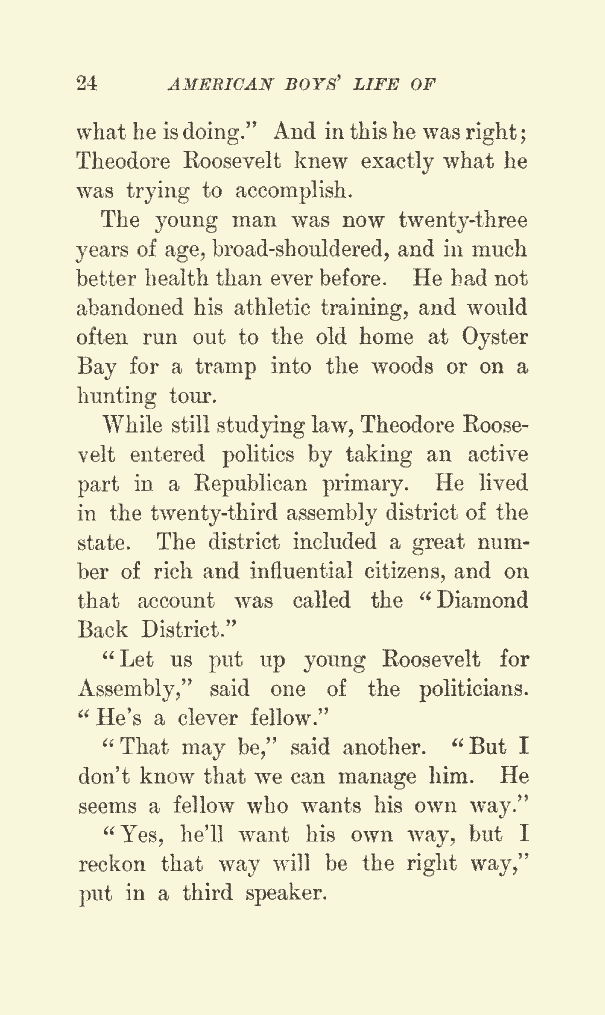 24 AMERICAN BOYS' LIFE OF
what he is doing." And in this he was right;
Theodore Roosevelt knew exactly what he
was trying to accomplish.
The young man was now twenty-three
years of age, broad-shouldered, and in much
better health than ever before. He had not
abandoned his athletic training, and would
often run out to the old home at Oyster
Bay for a tramp into the woods or on a
hunting tour.
While still studying law, Theodore Roose-
velt entered politics by taking an active
part in a Republican primary. He lived
in the twenty-third assembly district of the
state. The district included a great num-
ber of rich and influential citizens, and on
that account was called the "Diamond
Back District."
"Let us put up young Roosevelt for
Assembly," said one of the politicians.
"He's a clever fellow."
"That may be," said another. "But I
don't know that we can manage him. He
seems a fellow who wants his own way."
"Yes, he'll want his own way, but I
reckon that way will be the right way,"
put in a third speaker.